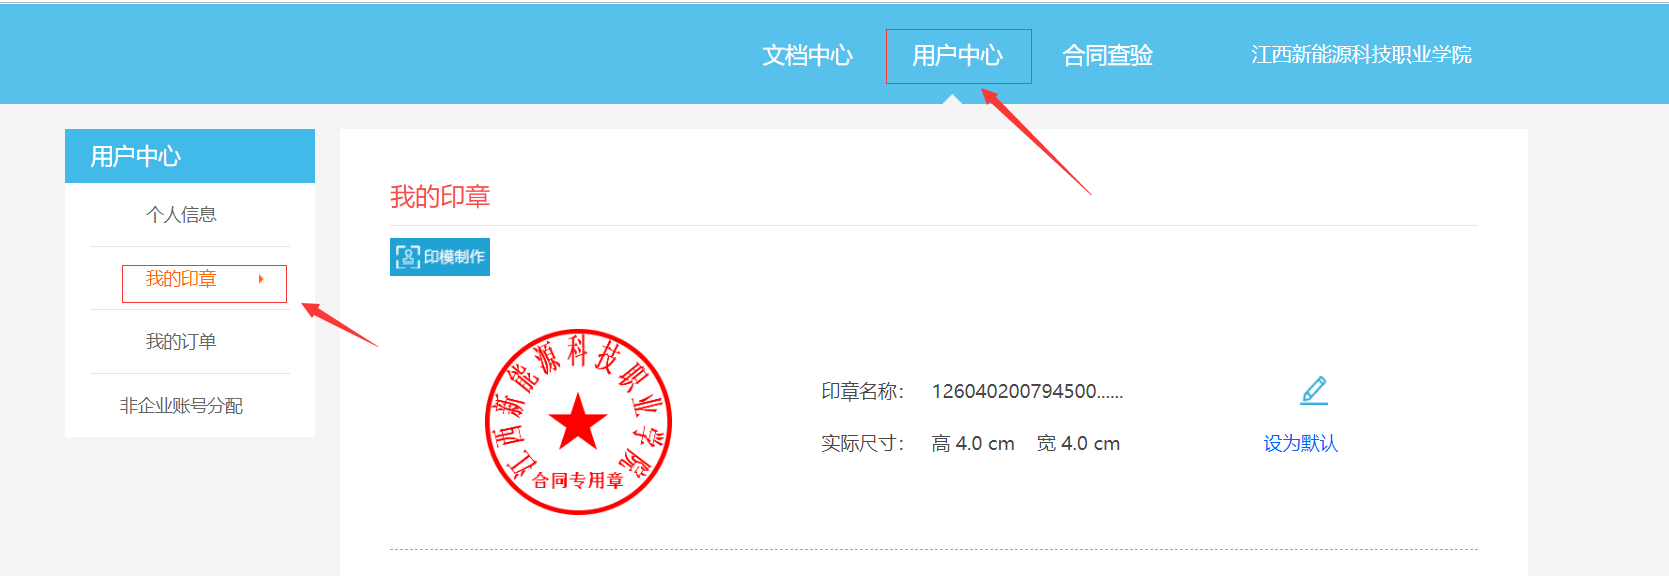 文档中心 用户中心 合同查验 江西新能源科技职业学院
用户中心
个人信息
我的印章
我的订单
非企业账号分配
我的印章
印模制作
江西新能源科技职业学院
合同专用章
印章名称： 126040200794500......
实际尺寸： 高 4.0 cm 宽 4.0 cm
设为默认